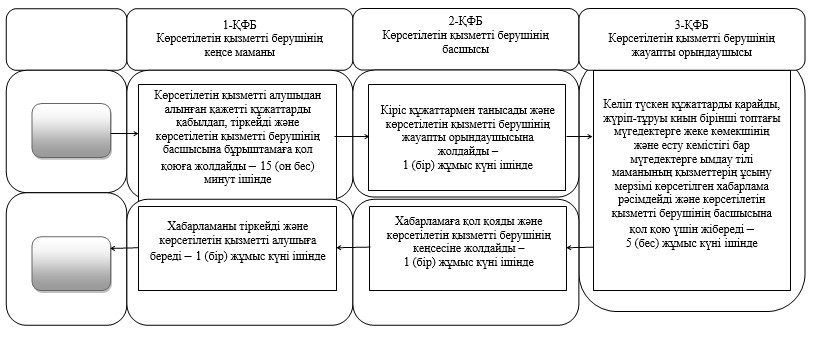 1-ҚФБ
Көрсетілетін қызметті берушінің
кеңсе маманы
2-ҚФБ
Көрсетілетін қызметті берушінің
басшысы
3-ҚФБ
Көрсетілетін қызметті берушінің
жауапты орындаушысы
Көрсетілетін қызметті алушыдан
алынған қажетті құжаттарды
қабылдап, тіркейді және
көрсетілетін қызметті берушінің
басшысына бұрыштамаға қол
қоюға жолдайды – 15 (он бес)
минут ішінде
Кіріс құжаттармен танысады және
көрсетілетін қызметті берушінің
жауапты орындаушысына
жолдайды –
1 (бір) жұмыс күні ішінде
Келіп түскен құжаттарды қарайды,
жүріп-тұруы қиын бірінші топтағы
мүгедектерге жеке көмекшінің
және есту кемістігі бар
мүгедектерге ымдау тілі
маманының қызметтерің ұсыну
мерзімі көрсетілген хабарлама
рәсімдейді және көрсетілетін
қызметті берушінің басшысына
қол қою үшін жібереді –
5 (бес) жұмыс күні ішінде
Хабарламаны тіркейді және
көрсетілетін қызметті алушыға
береді – 1 (бір) жұмыс күні ішінде
Хабарламаға қол қояды және
көрсетілетін қызметті берушінің
кеңсесіне жолдайды –
1 (бір) жұмыс күні ішінде